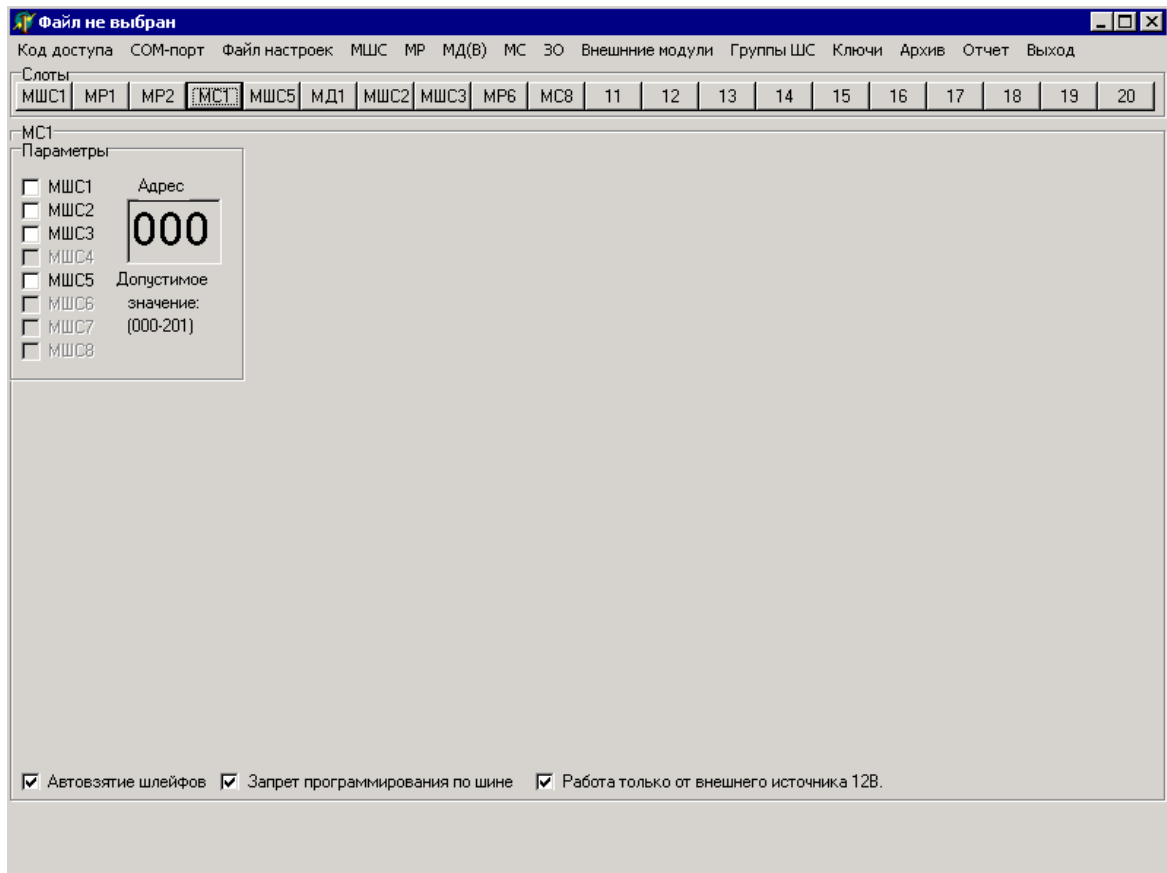 Файл не выбран
Код доступа COM-порт Файл настроек МШС МР МД(В) МС ЗО Внешнние модули Группы ШС Ключи Архив Отчет Выход
Слоты
МШС1 МР1 МР2 МС1 МШС5 МД1 МШС2 МШС3 МР6 МС8 11 12 13 14 15 16 17 18 19 20
МС1
Параметры
МШС1 Адрес
МШС2
МШС3 000
МШС4
МШС5 Допустимое
МШС6 значение:
МШС7 (000-201)
МШС8
Автовзятие шлейфов Запрет программирования по шине Работа только от внешнего источника 12В.